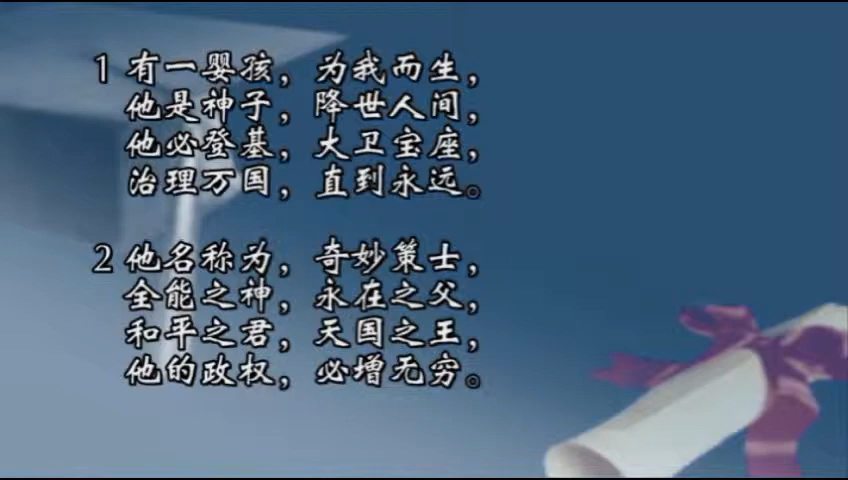 1 有一婴孩，为我而生，
他是神子，降世人间，
他必登基，大卫宝座，
治理万国，直到永远。
2 他名称为，奇妙策士，
全能之神，永在之父，
和平之君，天国之王，
他的政权，必增无穷。